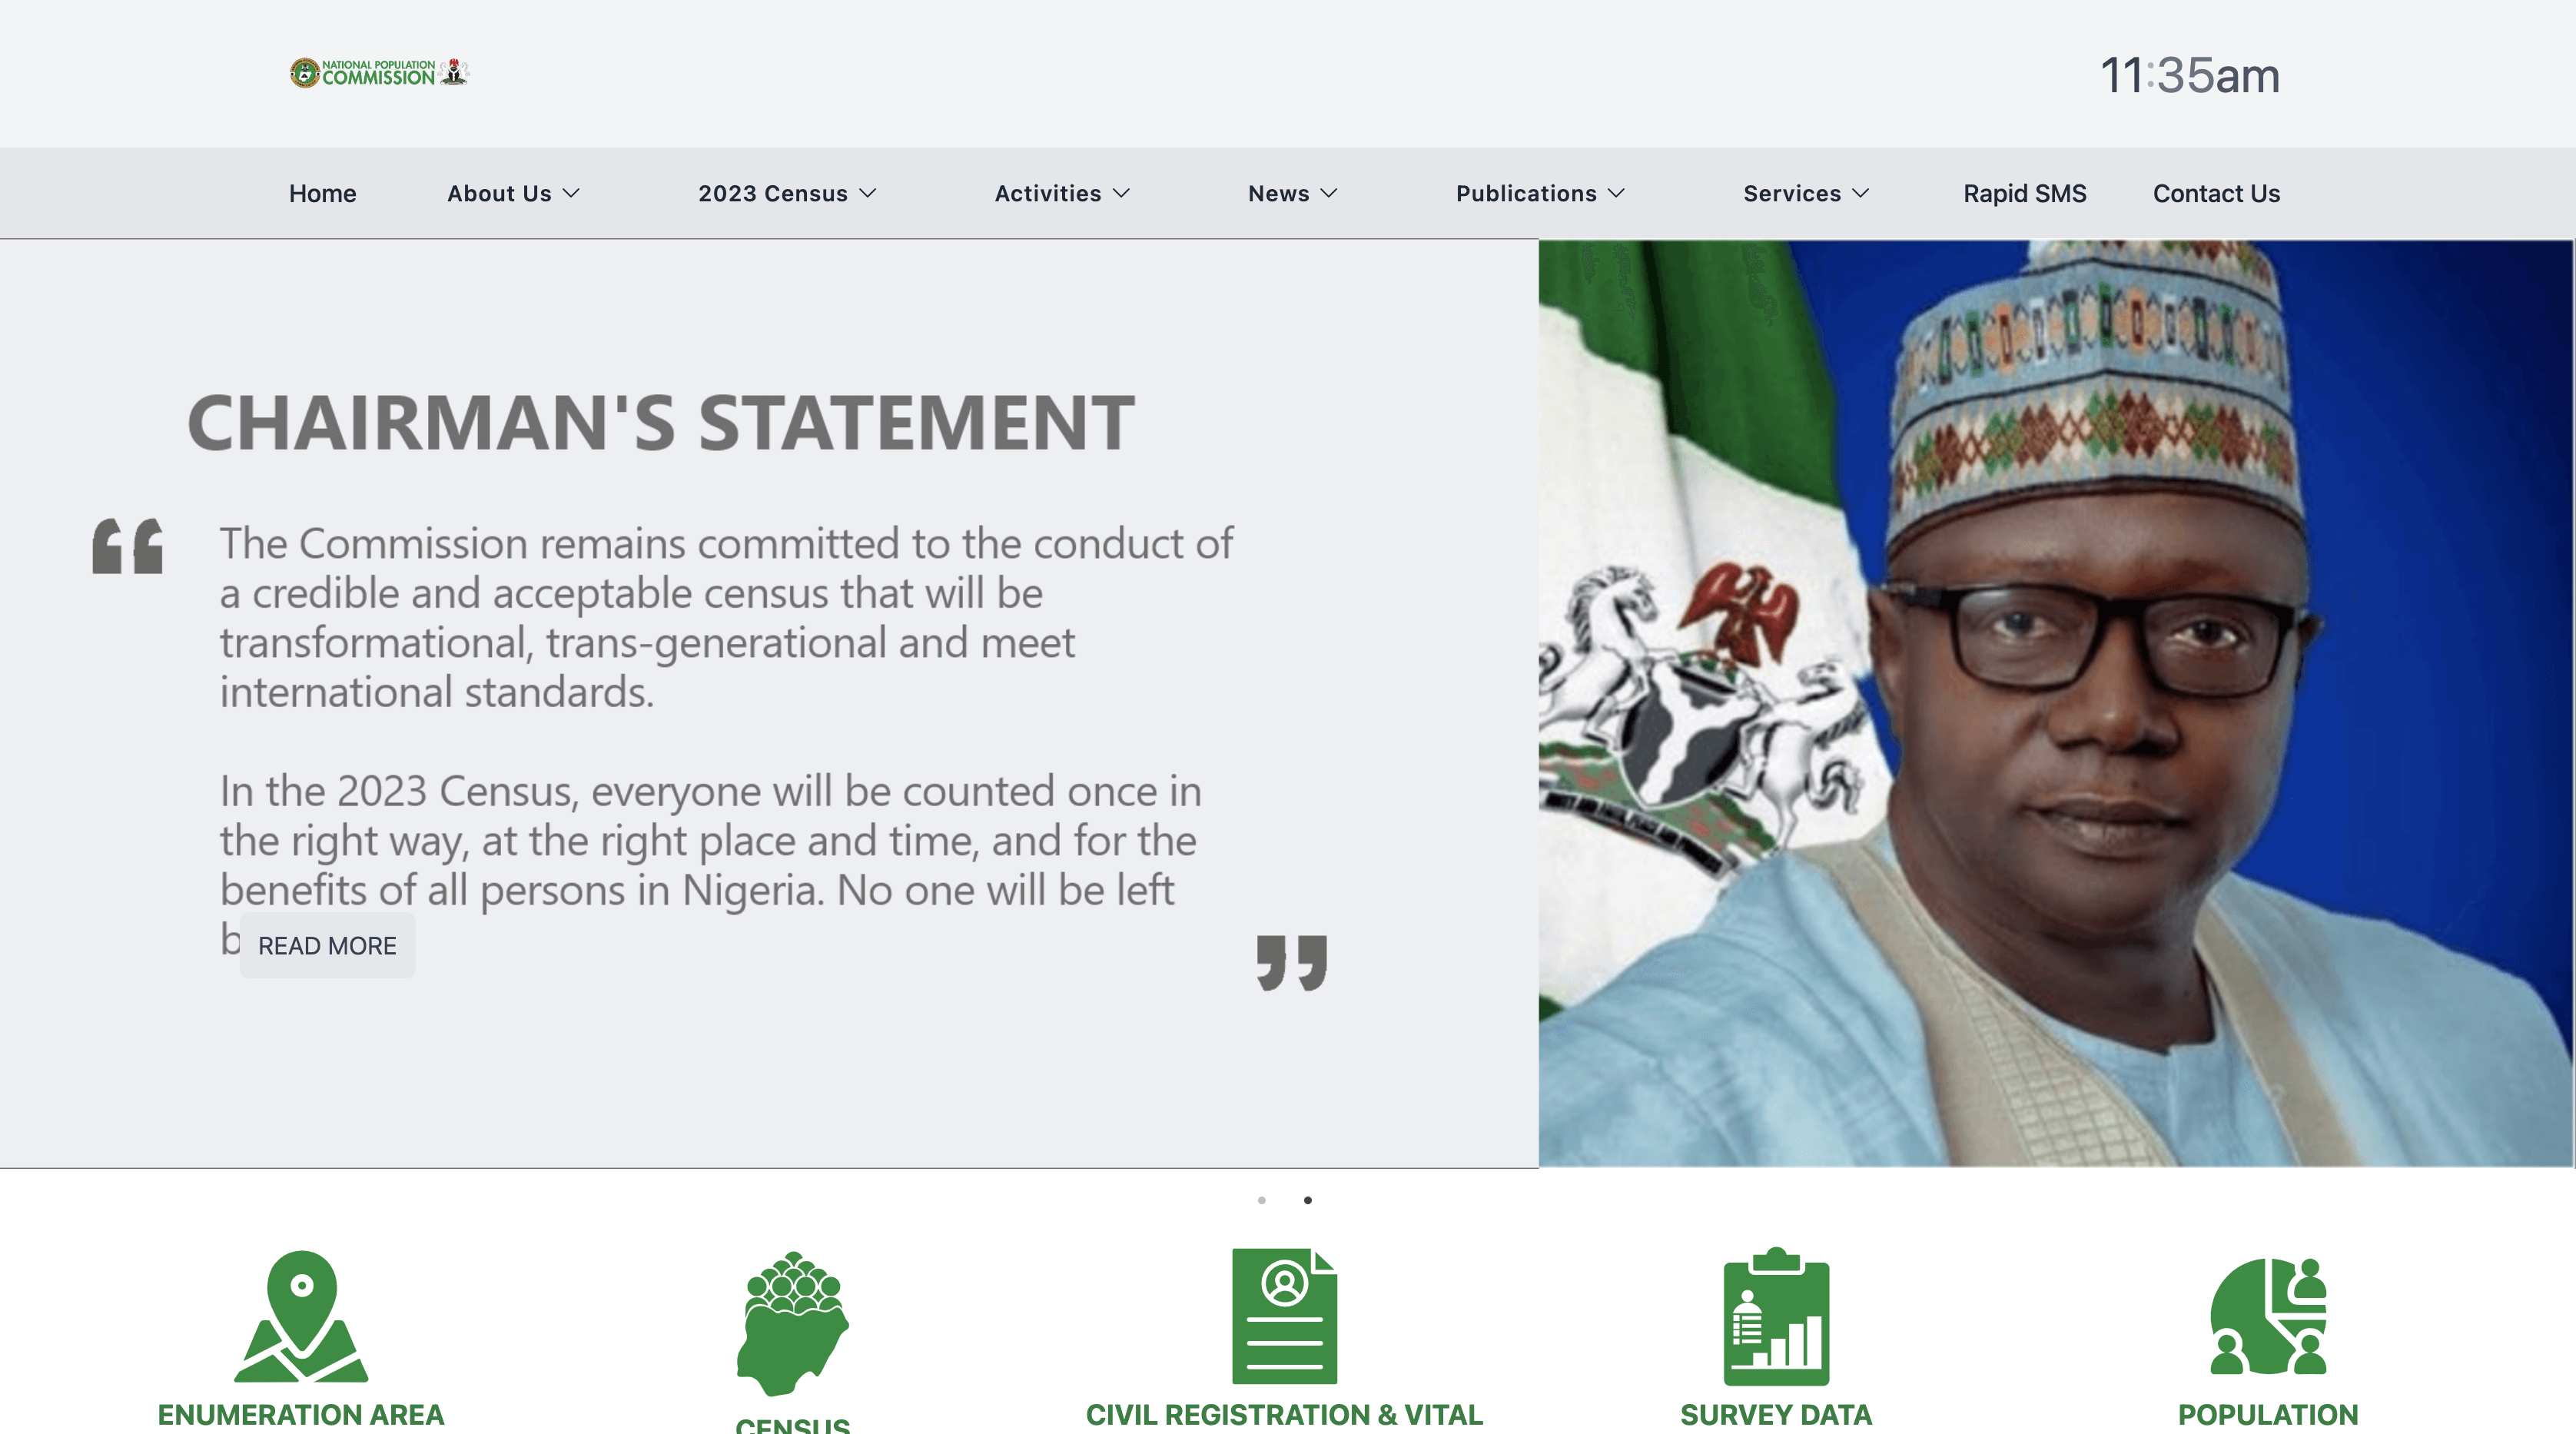 NATIONAL POPULATION
COMMISSION
11:35am
Home
About Us
2023 Census
Activities
News
Publications
Services
Rapid SMS
Contact Us
CHAIRMAN'S STATEMENT
The Commission remains committed to the conduct of
a credible and acceptable census that will be
transformational, trans-generational and meet
international standards.
In the 2023 Census, everyone will be counted once in
the right way, at the right place and time, and for the
benefits of all persons in Nigeria. No one will be left
READ MORE
ENUMERATION AREA
CENSUS
CIVIL REGISTRATION & VITAL
SURVEY DATA
POPULATION